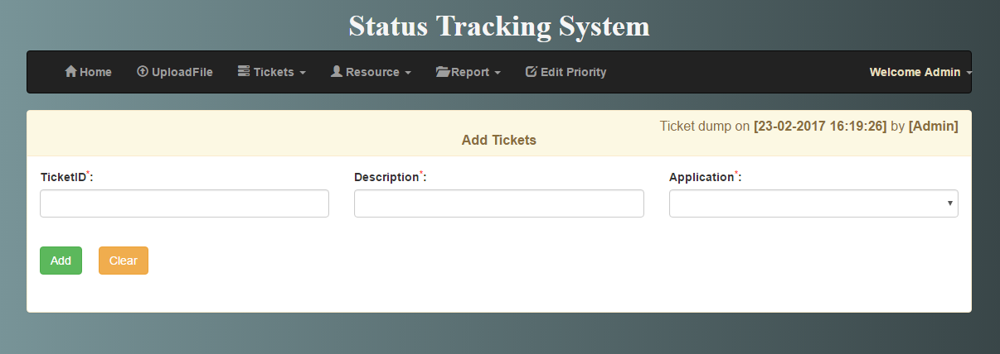 Status Tracking System
Home UploadFile Tickets Resource Report Edit Priority Welcome Admin
Ticket dump on [23-02-2017 16:19:26] by [Admin]
Add Tickets
TicketID*: Description*: Application*:
Add Clear